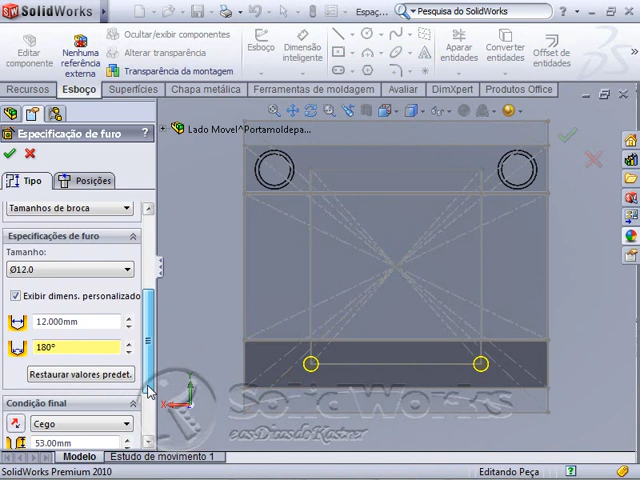 SolidWorks
Espaç...
Pesquisa do SolidWorks
Editar componente
Nenhuma referência externa
Ocultar/exibir componentes
Alterar transparência
Transparência da montagem
Esboço
Dimensão inteligente
Aparar entidades
Converter entidades
Offset de entidades
Recursos
Esboço
Superfícies
Chapa metálica
Ferramentas de moldagem
Avaliar
DimXpert
Produtos Office
Especificação de furo
?
Tipo
Posições
Tamanhos de broca
Especificações de furo
Tamanho:
Ø12.0
Exibir dimens. personalizado
12.000mm
180°
Restaurar valores predet.
Condição final
Cego
53.00mm
Lado Movel^Portamoldepa...
Y
X
SolidWorks
easDicasdoKastner
Modelo
Estudo de movimento 1
SolidWorks Premium 2010
Editando Peça